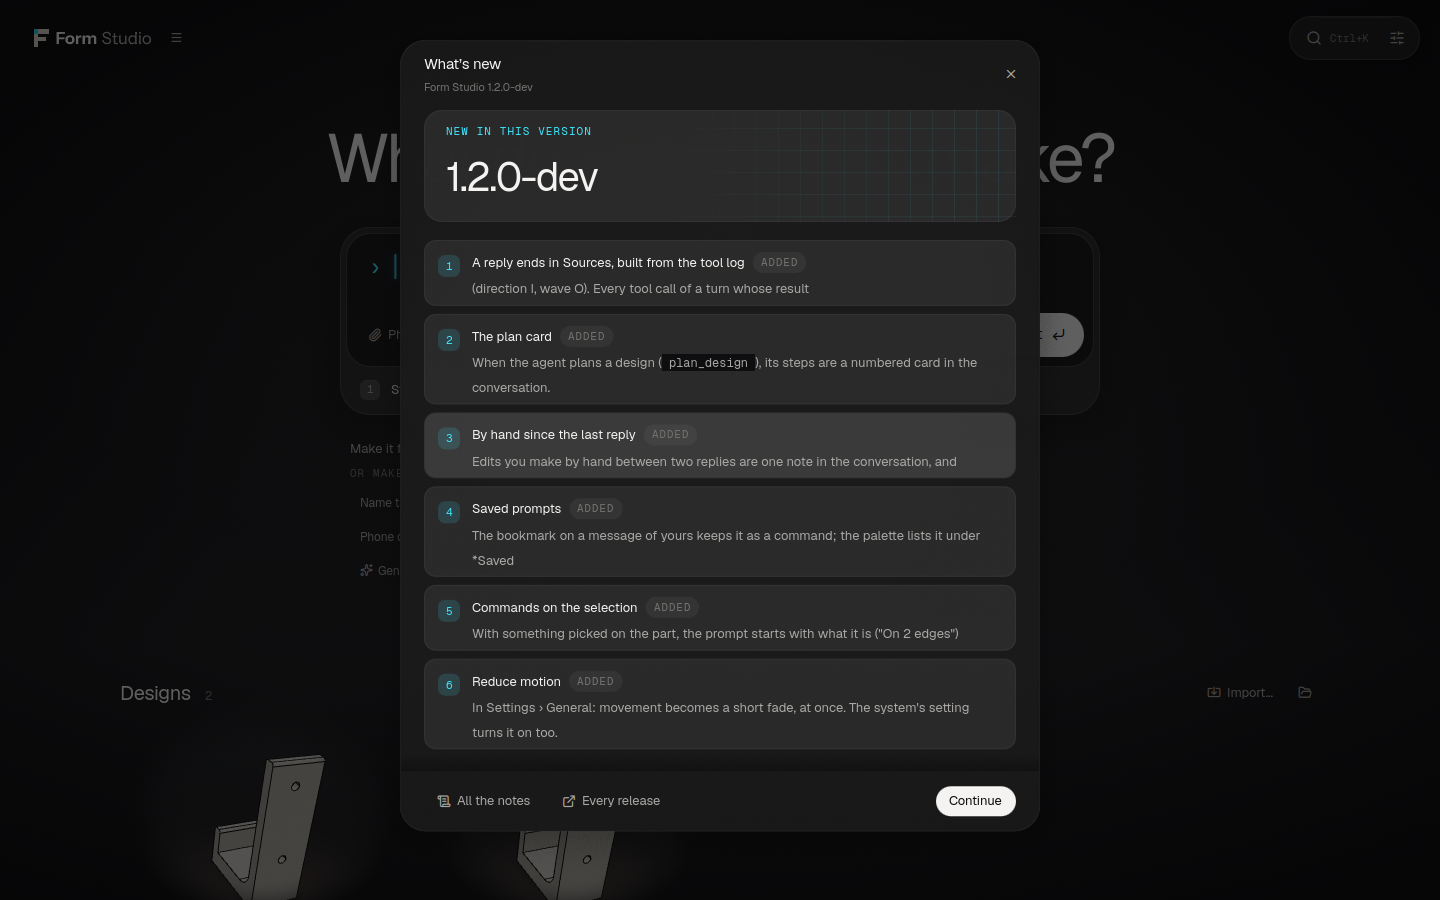 Form Studio
Ctrl+K
What's new
Form Studio 1.2.0-dev
NEW IN THIS VERSION
1.2.0-dev
1 A reply ends in Sources, built from the tool log ADDED
(direction I, wave O). Every tool call of a turn whose result
2 The plan card ADDED
When the agent plans a design ( plan_design ), its steps are a numbered card in the
conversation.
3 By hand since the last reply ADDED
Edits you make by hand between two replies are one note in the conversation, and
4 Saved prompts ADDED
The bookmark on a message of yours keeps it as a command; the palette lists it under
*Saved
5 Commands on the selection ADDED
With something picked on the part, the prompt starts with what it is ("On 2 edges")
6 Reduce motion ADDED
In Settings › General: movement becomes a short fade, at once. The system's setting
turns it on too.
All the notes
Every release
Continue
1
Make it
OR MAKE
Name
Phone
Designs 2
Import...